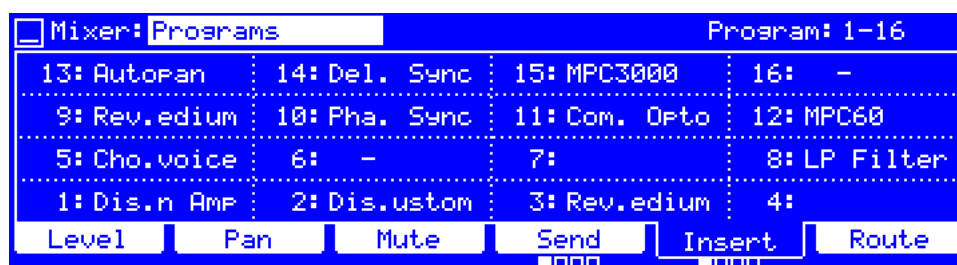 Mixer: Programs Program: 1-16
13: Autopan 14: Del. Sync 15: MPC3000 16: -
9: Rev.edium 10: Pha. Sync 11: Com. Opto 12: MPC60
5: Cho.voice 6: - 7: 8: LP Filter
1: Dis.n Amp 2: Dis.ustom 3: Rev.edium 4:
Level Pan Mute Send Insert Route